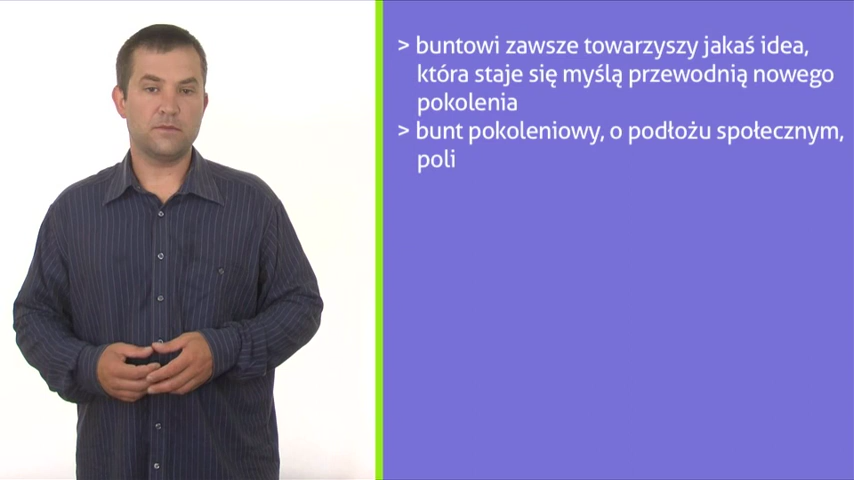 > buntowi zawsze towarzyszy jakaś idea,
która staje się myślą przewodnią nowego
pokolenia
> bunt pokoleniowy, o podłożu społecznym,
poli